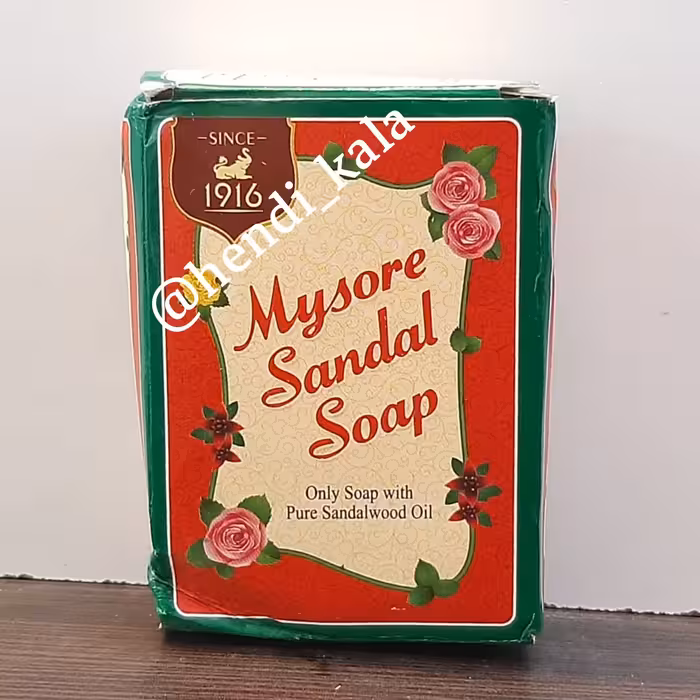 -SINCE-
1916
@hendi_kala
Mysore
Sandal
Soap
Only Soap with
Pure Sandalwood Oil